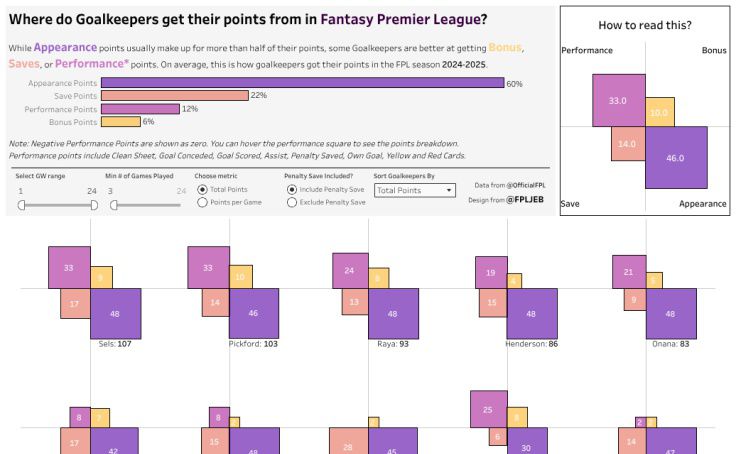 Where do Goalkeepers get their points from in Fantasy Premier League?
While Appearance points usually make up for more than half of their points, some Goalkeepers are better at getting Bonus,
Saves, or Performance* points. On average, this is how goalkeepers got their points in the FPL season 2024-2025.
Appearance Points 60%
Save Points 22%
Performance Points 12%
Bonus Points 6%
Note: Negative Performance Points are shown as zero. You can hover the performance square to see the points breakdown.
Performance points include Clean Sheet, Goal Conceded, Goal Scored, Assist, Penalty Saved, Own Goal, Yellow and Red Cards.
Select GW range
1 24
Min # of Games Played
3 24
Choose metric
Total Points
Points per Game
Penalty Save Included?
Include Penalty Save
Exclude Penalty Save
Sort Goalkeepers By
Total Points
Data from @OfficialFPL
Design from @FPLJEB
How to read this?
Performance Bonus
33.0 10.0
14.0 46.0
Save Appearance
33 9
17 48
Sels: 107
33 10
14 46
Pickford: 103
24 8
13 48
Raya: 93
19 4
15 48
Henderson: 86
21
9 48
Onana: 83
8 7
17 42
8
15 48
28 45
25 8
6 30
2
14 47